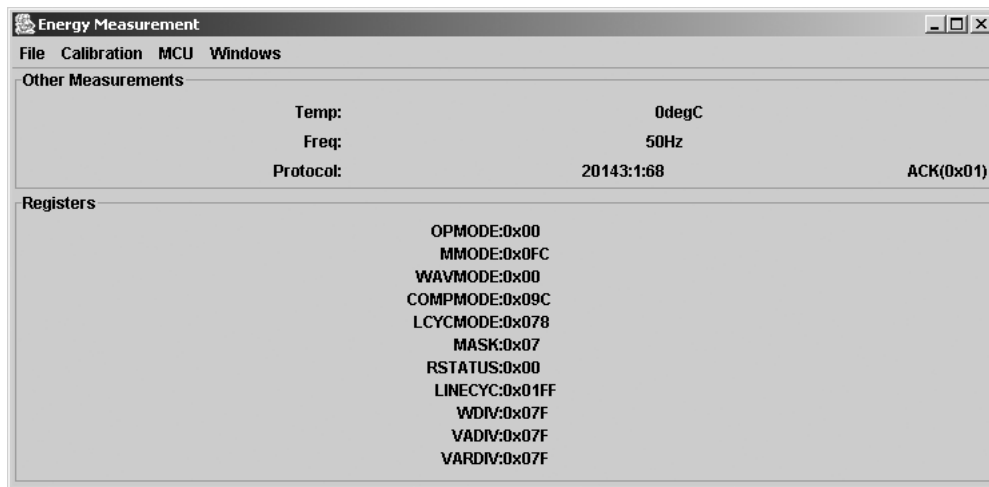 Energy Measurement
File Calibration MCU Windows
Other Measurements
Temp: 0degC
Freq: 50Hz
Protocol: 20143:1:68 ACK(0x01)
Registers
OPMODE:0x00
MMODE:0x0FC
WAVMODE:0x00
COMPMODE:0x09C
LCYCMODE:0x078
MASK:0x07
RSTATUS:0x00
LINECYC:0x01FF
WDIV:0x07F
VADIV:0x07F
VARDIV:0x07F